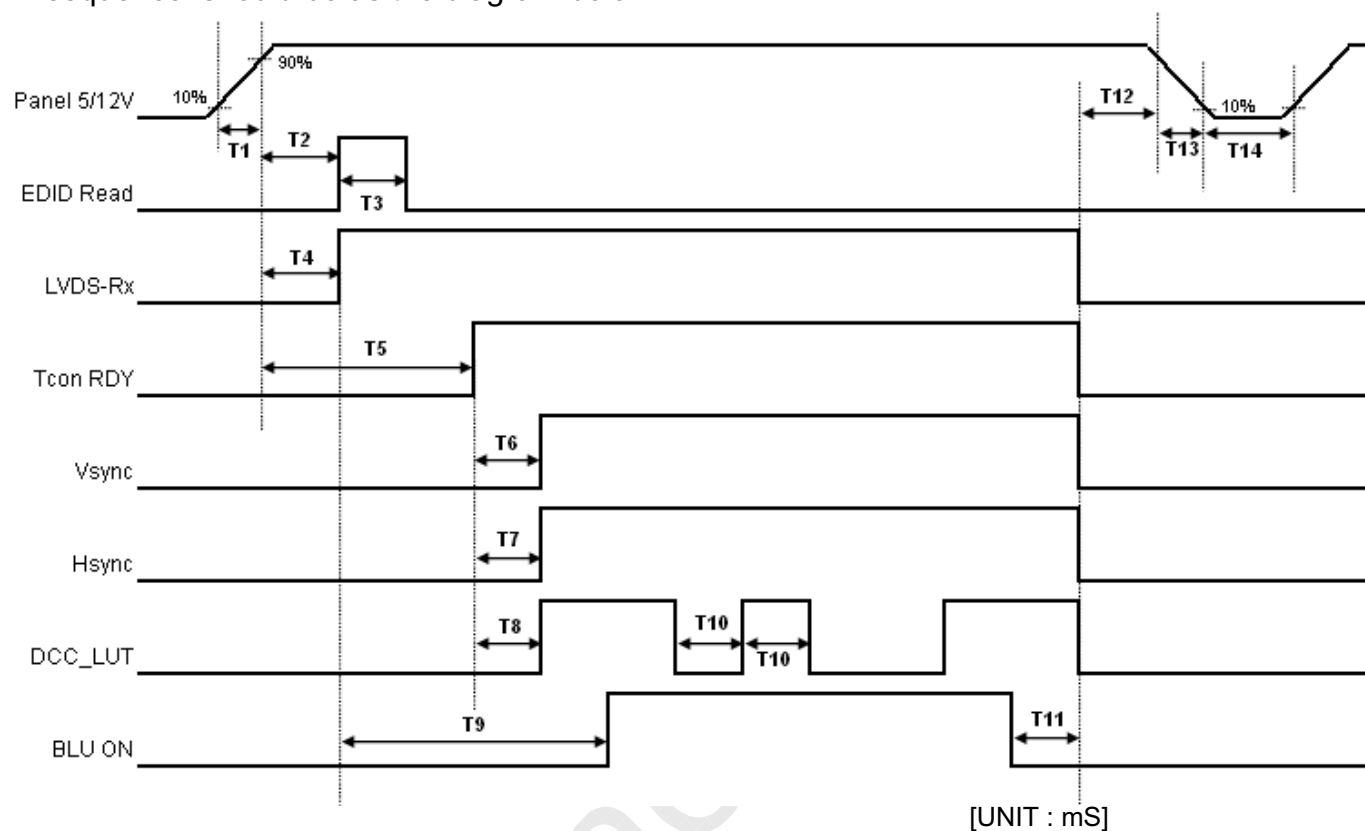 90%
Panel 5/12V 10% T12 10%
T1 T2 T13 T14
EDID Read T3
T4
LVDS-Rx
T5
Tcon RDY
T6
Vsync
T7
Hsync
T8 T10
DCC_LUT T10
T9 T11
BLU ON
[UNIT : mS]